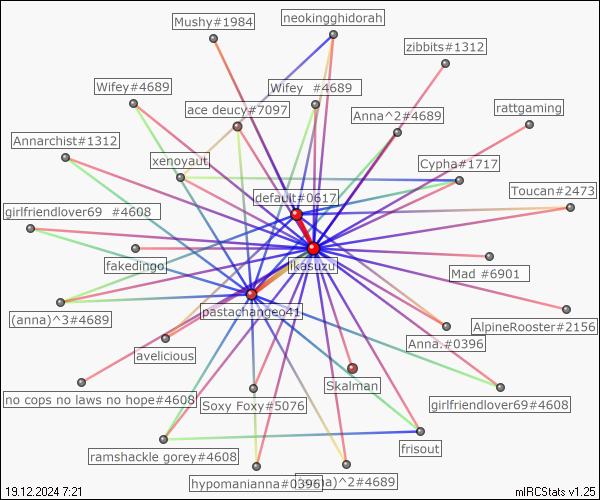 neokingghidorah
Mushy#1984
zibbits#1312
Wifey#4689
Wifey #4689
ace deucy#7097
Anna^2#4689
rattgaming
Annarchist#1312
xenoyaut
Cypha#1717
default#0617
Toucan#2473
girlfriendlover69 #4608
fakedingo
ikasuzu
Mad #6901
pastachangeo41
(anna)^3#4689
AlpineRooster#2156
avelicious
Anna#0396
Skalman
no cops no laws no hope#4608
Soxy Foxy#5076
girlfriendlover69#4608
frisout
ramshackle gorey#4608
hypomanianna#0396
)^2#4689
19.12.2024 7:21
mIRCStats v1.25